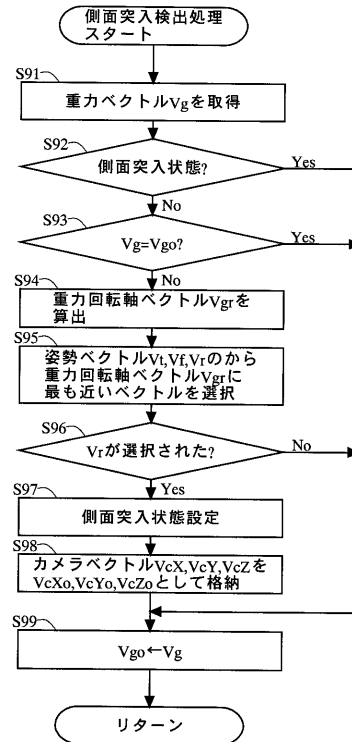 側面突入検出処理
スタート
S91
重力ベクトルVgを取得
S92
側面突入状態?
Yes
No
S93
Vg=Vgo?
Yes
No
S94
重力回転軸ベクトルVgrを
算出
S95
姿勢ベクトルVt,Vf,Vrのから
重力回転軸ベクトルVgrに
最も近いベクトルを選択
S96
Vrが選択された?
No
Yes
S97
側面突入状態設定
S98
カメラベクトルVcX,VcY,VcZを
VcXo,VcYo,VcZoとして格納
S99
Vgo←Vg
リターン